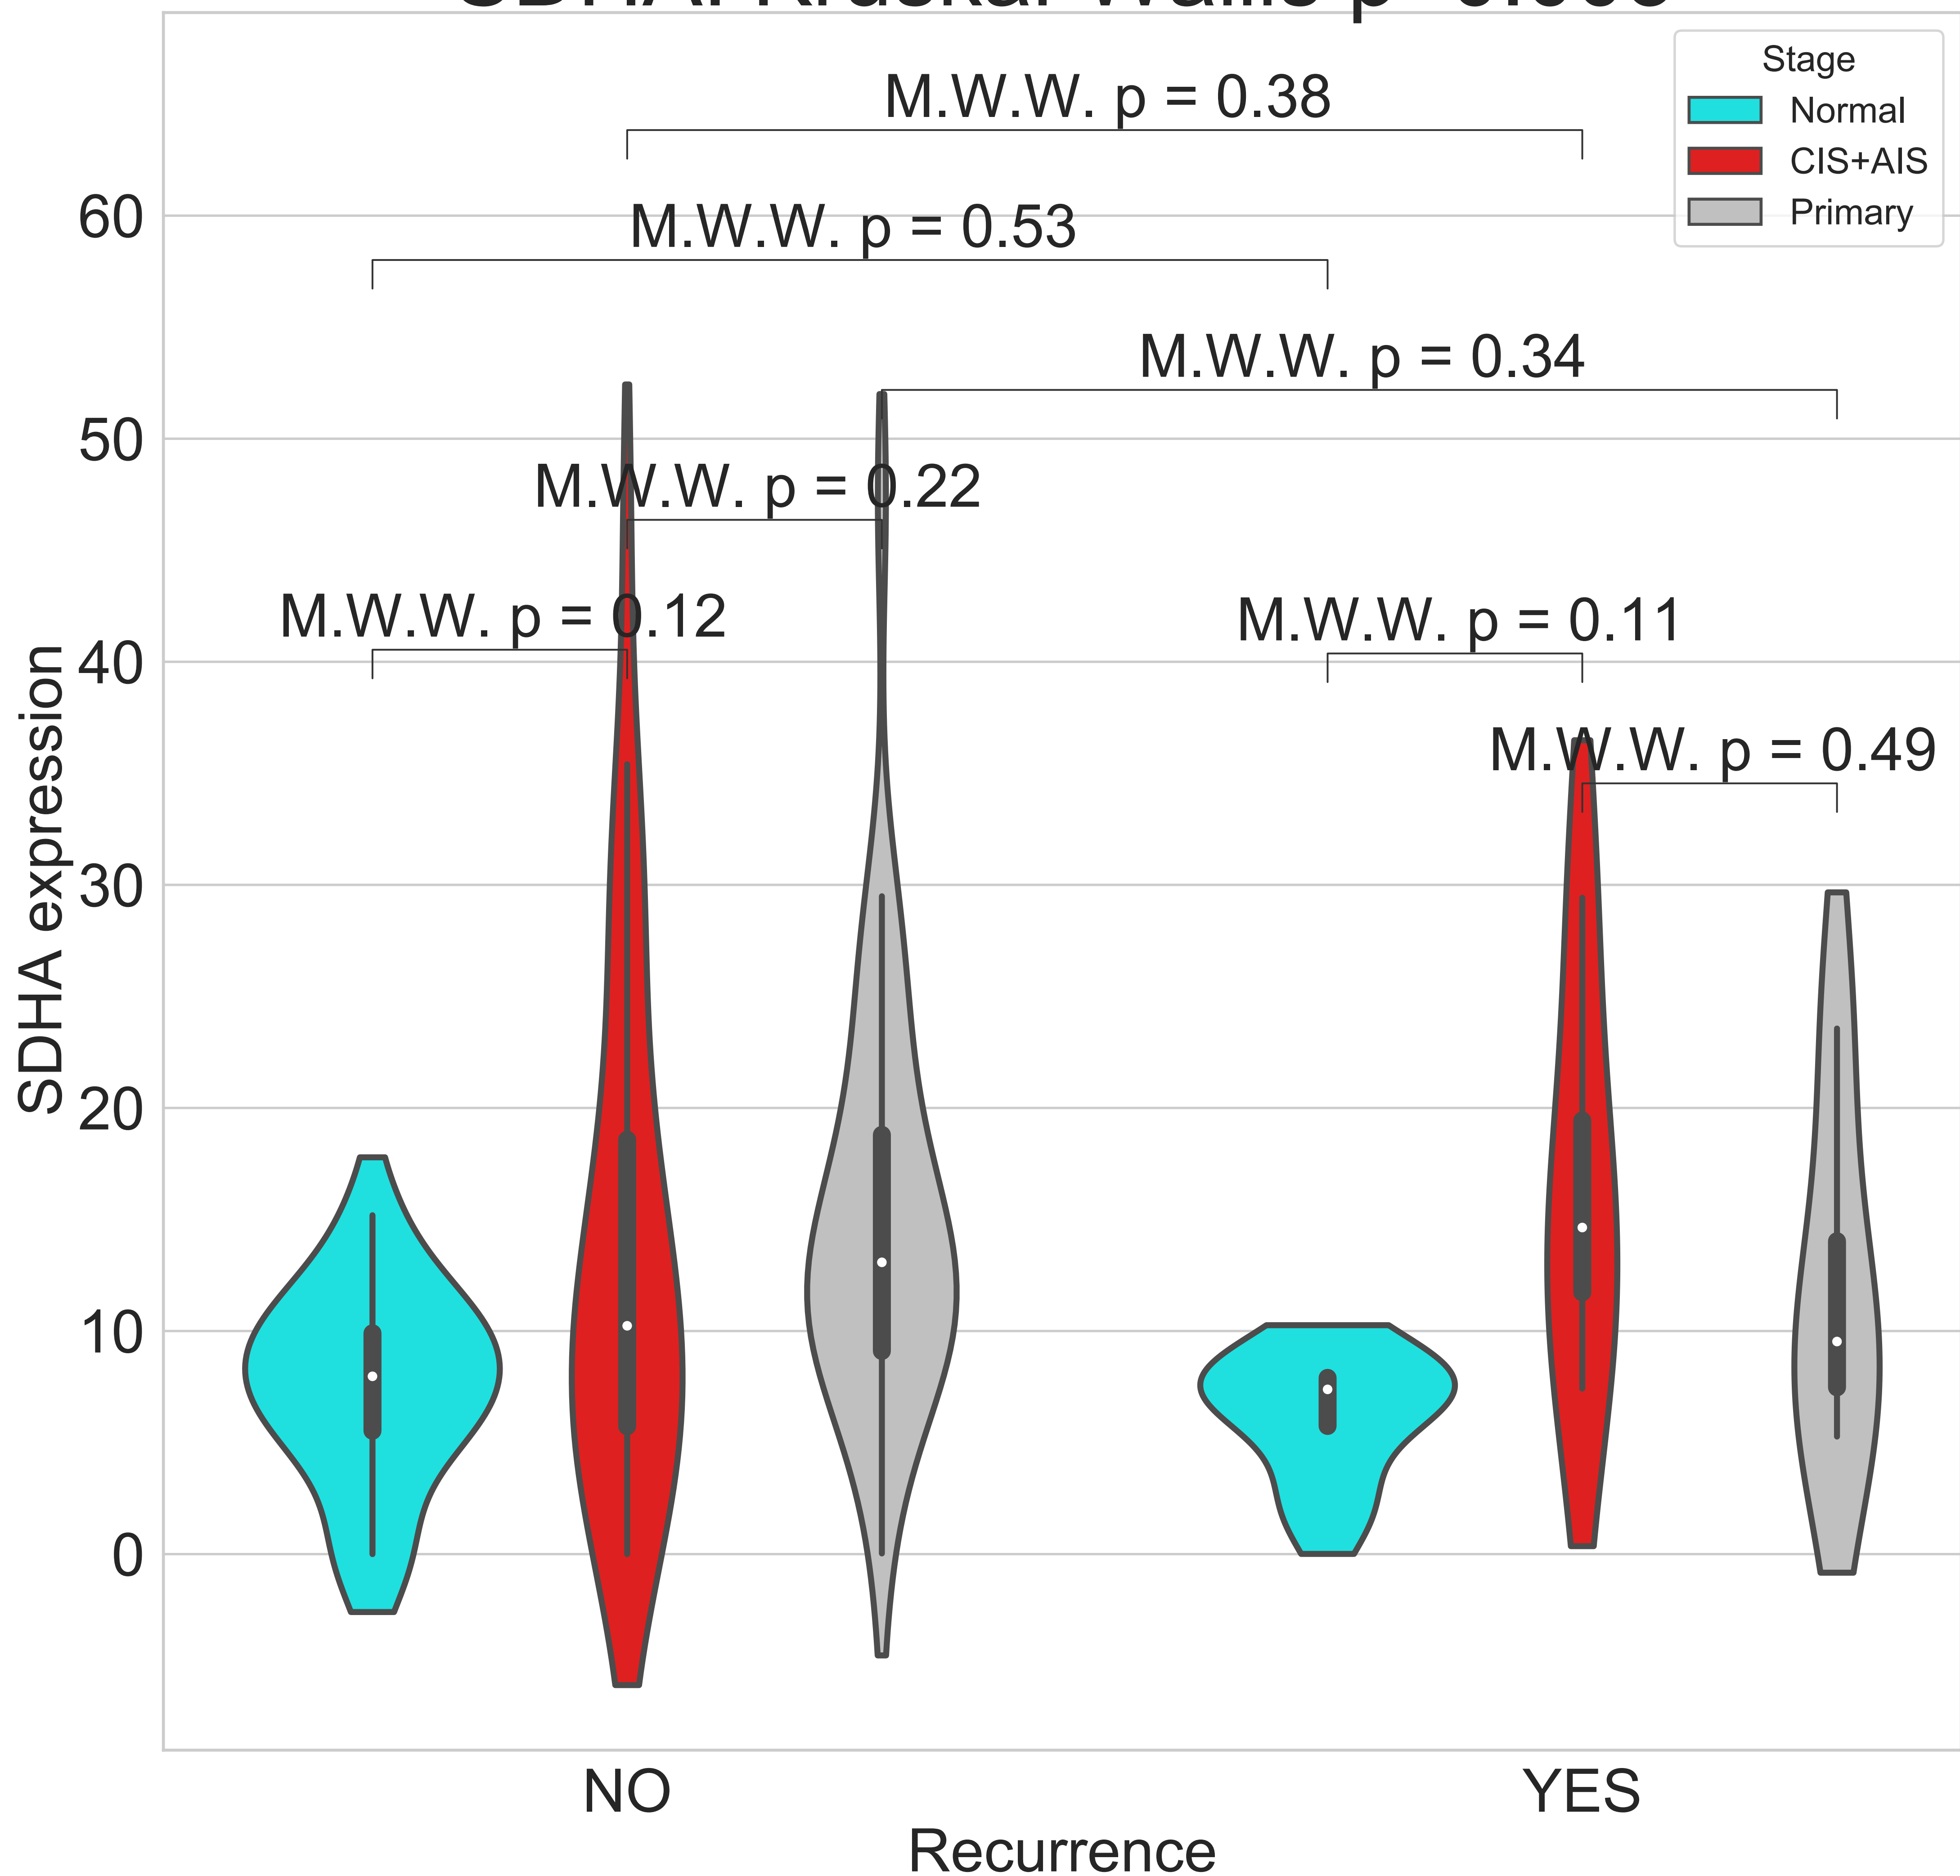 Stage
Normal
CIS+AIS
Primary
M.W.W. p = 0.38
M.W.W. p = 0.53
M.W.W. p = 0.34
M.W.W. p = 0.22
M.W.W. p = 0.12
M.W.W. p = 0.11
M.W.W. p = 0.49
SDHA expression
60
50
40
30
20
10
0
NO
YES
Recurrence